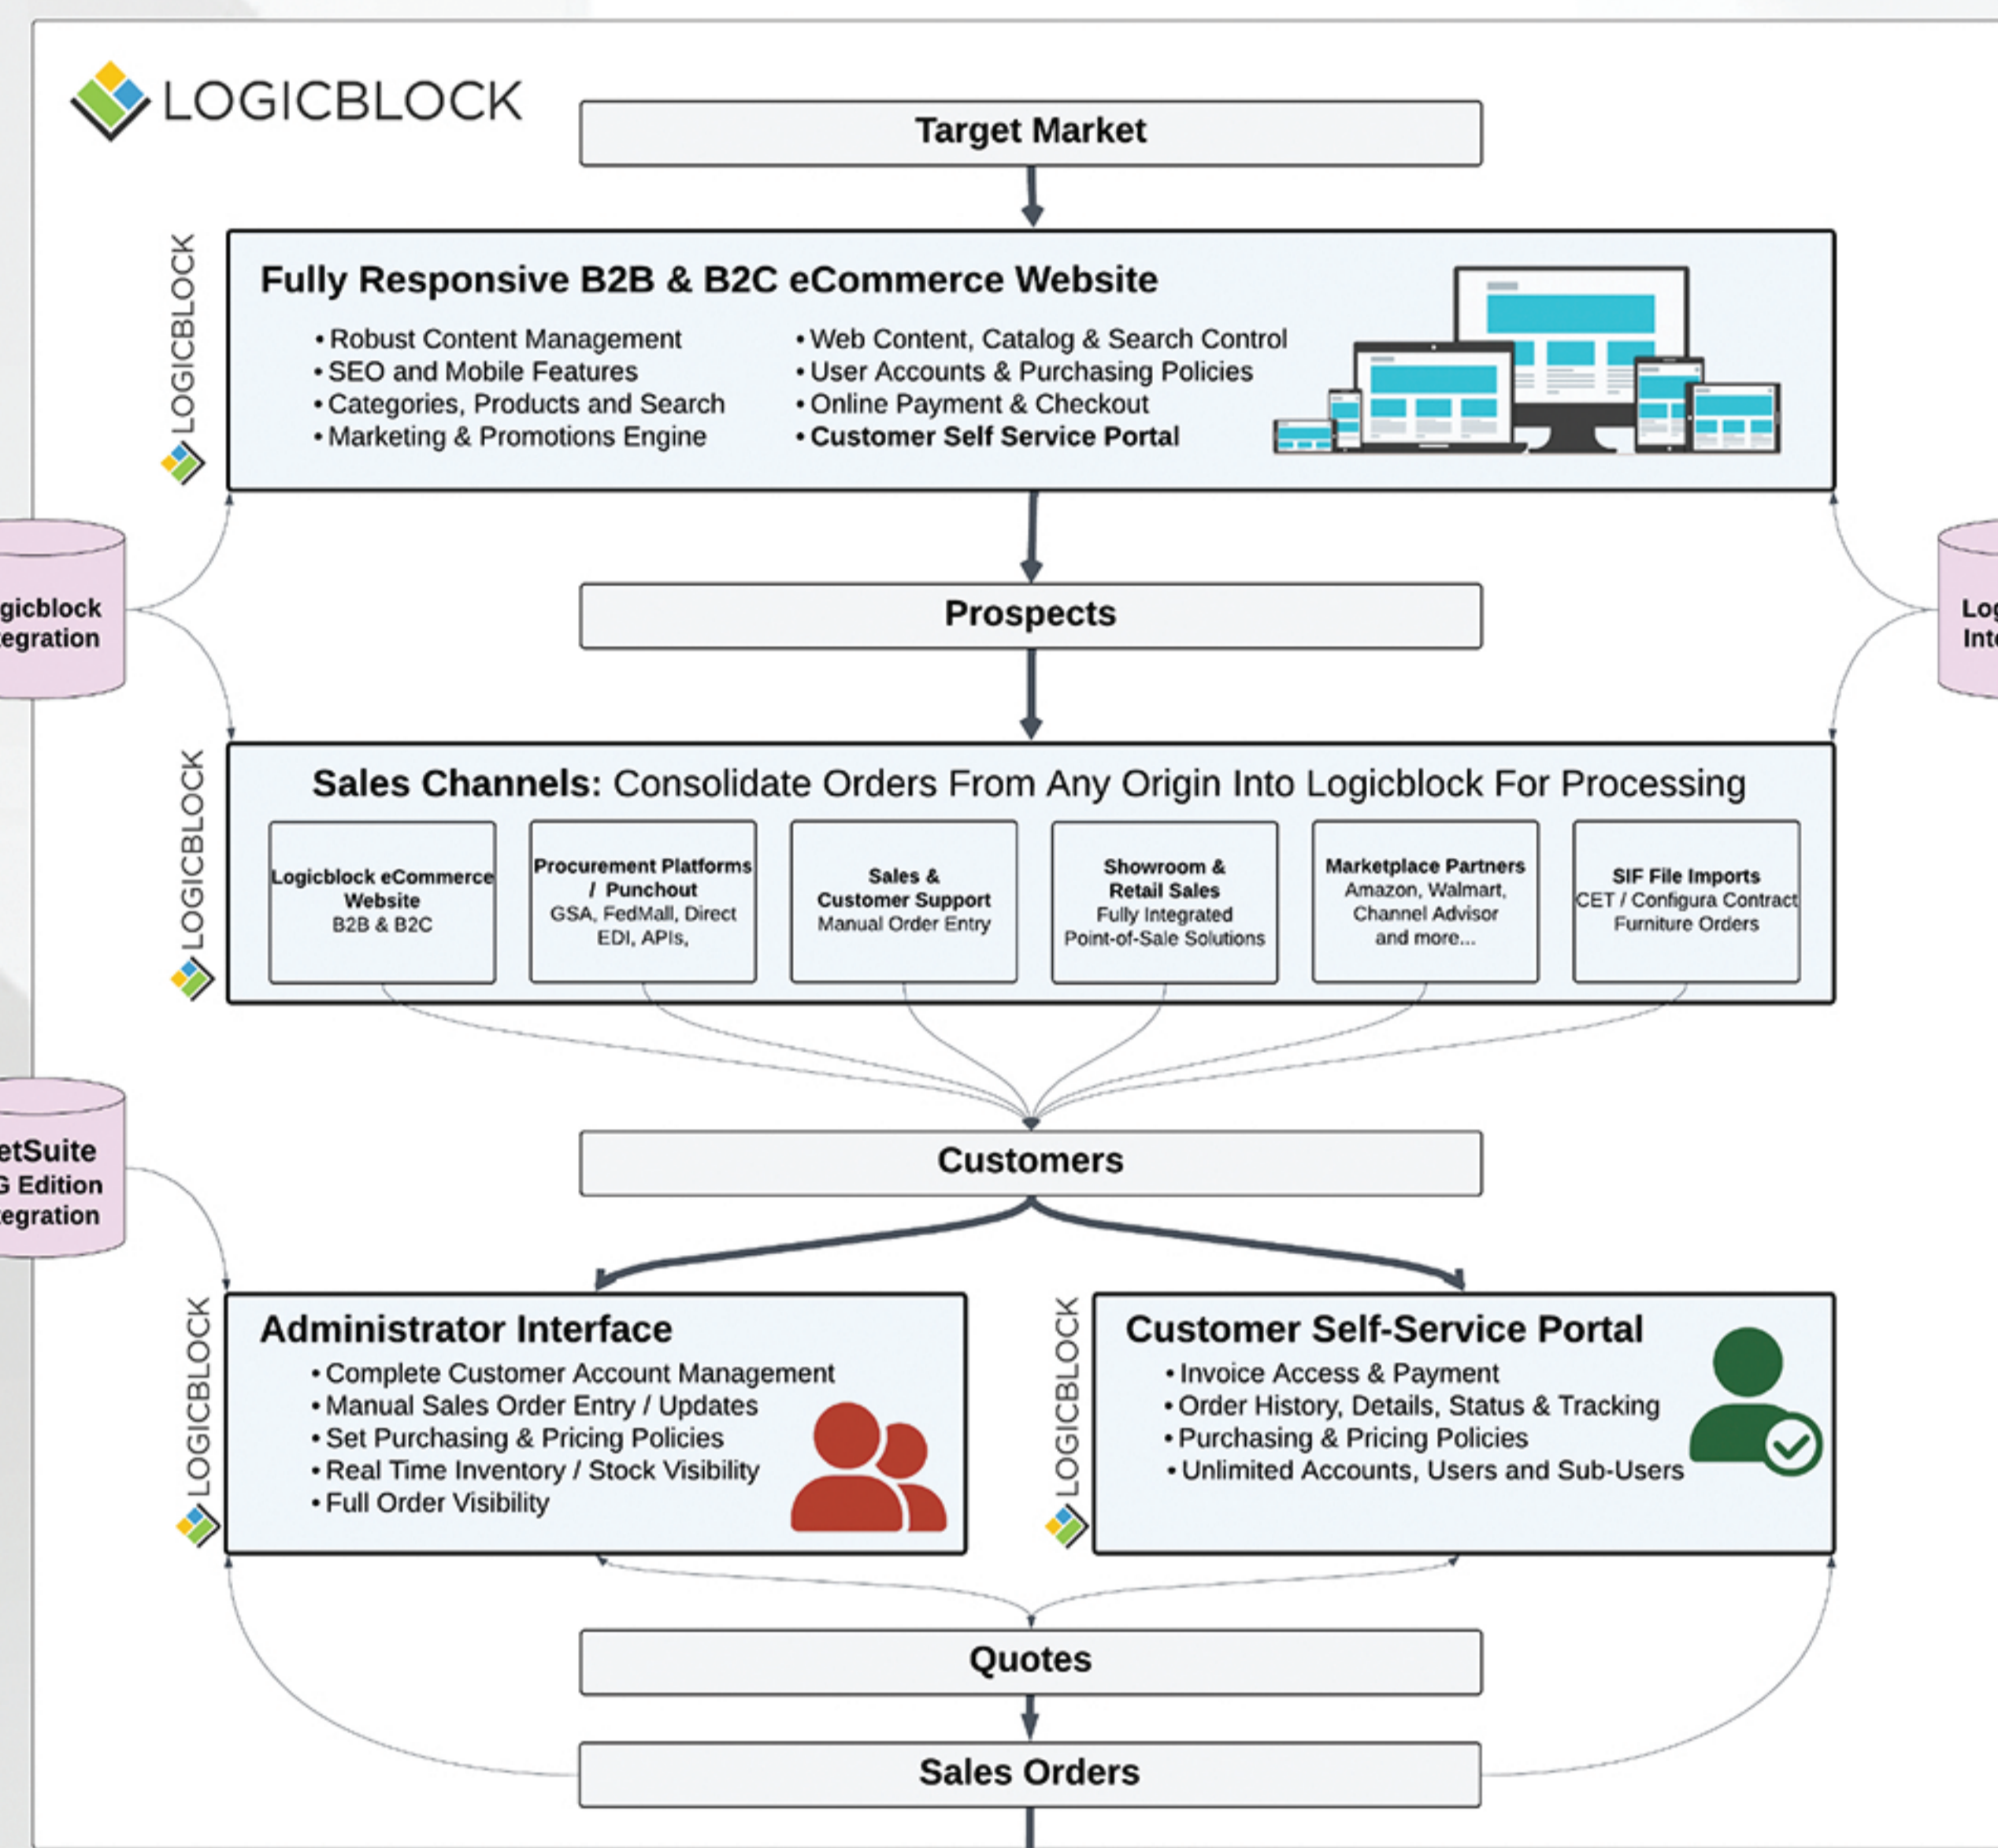 LOGICBLOCK
Target Market
LOGICBLOCK
Fully Responsive B2B & B2C eCommerce Website
• Robust Content Management
• SEO and Mobile Features
• Categories, Products and Search
• Marketing & Promotions Engine
• Web Content, Catalog & Search Control
• User Accounts & Purchasing Policies
• Online Payment & Checkout
• Customer Self Service Portal
gicblock
egration
Prospects
Log
Inte
LOGICBLOCK
Sales Channels: Consolidate Orders From Any Origin Into Logicblock For Processing
Logicblock eCommerce
Website
B2B & B2C
Procurement Platforms
/ Punchout
GSA, FedMall, Direct
EDI, APIs,
Sales &
Customer Support
Manual Order Entry
Showroom &
Retail Sales
Fully Integrated
Point-of-Sale Solutions
Marketplace Partners
Amazon, Walmart,
Channel Advisor
and more...
SIF File Imports
CET / Configura Contract
Furniture Orders
etSuite
G Edition
egration
Customers
LOGICBLOCK
Administrator Interface
• Complete Customer Account Management
• Manual Sales Order Entry / Updates
• Set Purchasing & Pricing Policies
• Real Time Inventory / Stock Visibility
• Full Order Visibility
LOGICBLOCK
Customer Self-Service Portal
• Invoice Access & Payment
• Order History, Details, Status & Tracking
• Purchasing & Pricing Policies
• Unlimited Accounts, Users and Sub-Users
Quotes
Sales Orders